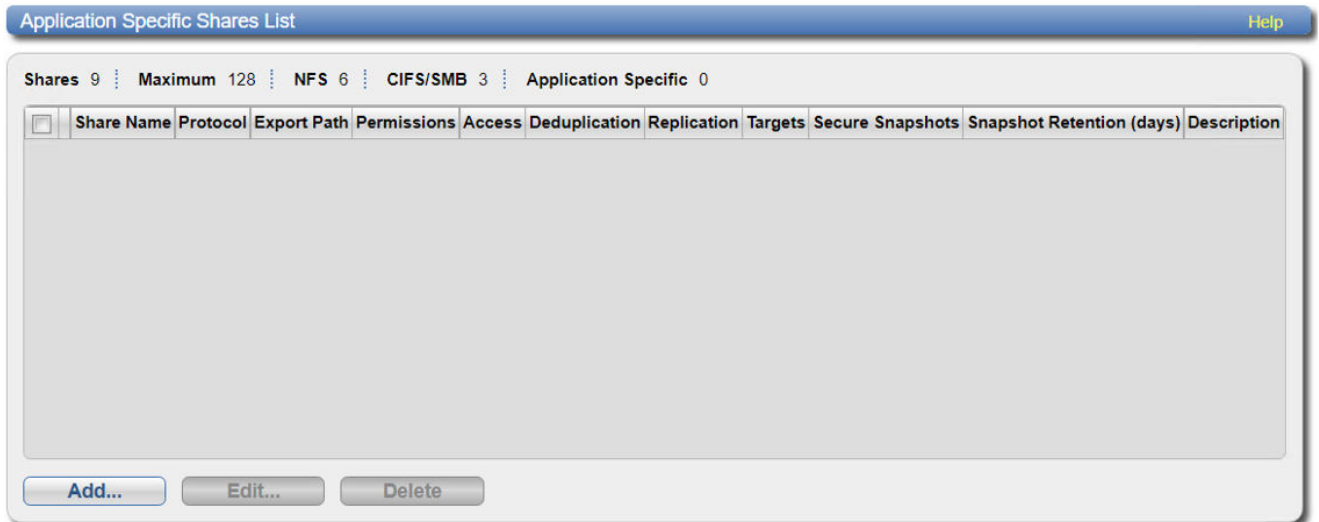 Application Specific Shares List Help
Shares 9 Maximum 128 NFS 6 CIFS/SMB 3 Application Specific 0
Share Name Protocol Export Path Permissions Access Deduplication Replication Targets Secure Snapshots Snapshot Retention (days) Description
Add... Edit... Delete